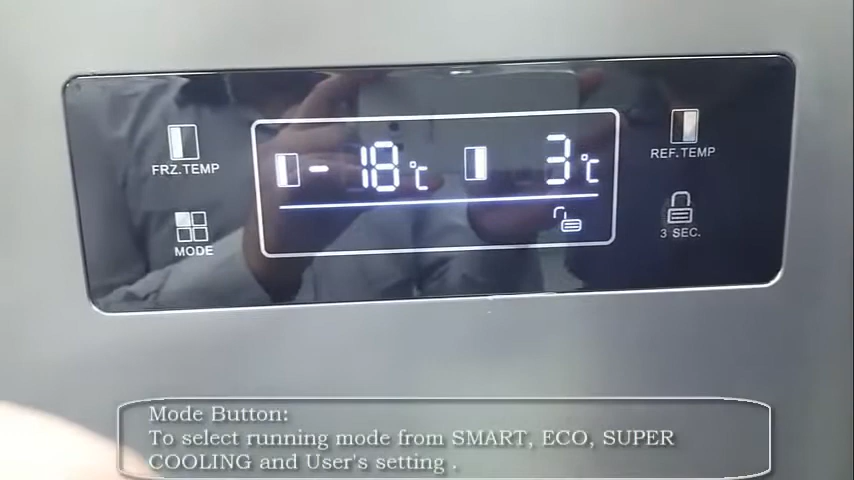 FRZ.TEMP
-18°C
3°C
REF.TEMP
MODE
3 SEC.
Mode Button:
To select running mode from SMART, ECO, SUPER
COOLING and User's setting .